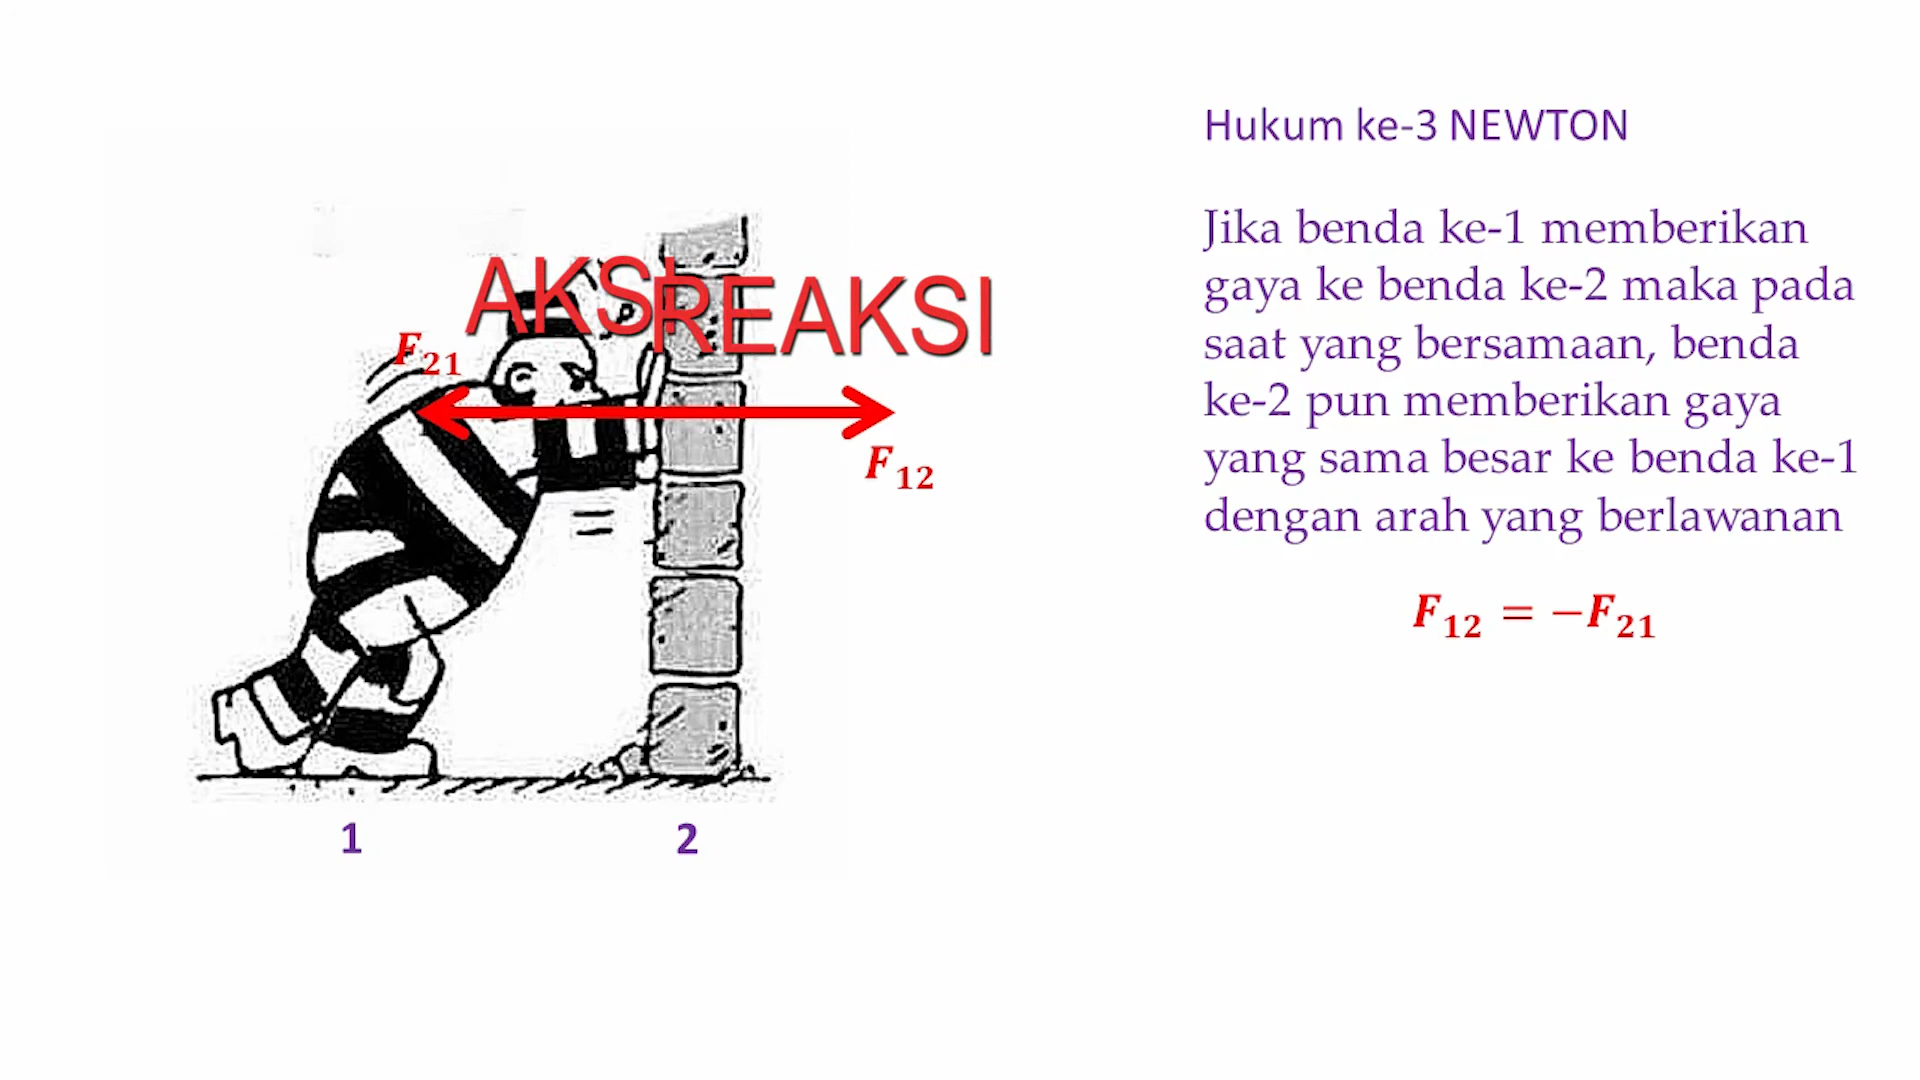 Hukum ke-3 NEWTON
Jika benda ke-1 memberikan
gaya ke benda ke-2 maka pada
saat yang bersamaan, benda
ke-2 pun memberikan gaya
yang sama besar ke benda ke-1
dengan arah yang berlawanan
F₁₂ = −F₂₁
AKSI
REAKSI
F₂₁
F₁₂
1
2